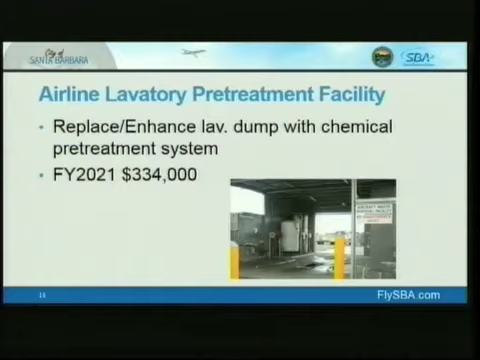 City of
SANTA BARBARA
SBA
Airline Lavatory Pretreatment Facility
• Replace/Enhance lav. dump with chemical
pretreatment system
• FY2021 $334,000
FlySBA.com